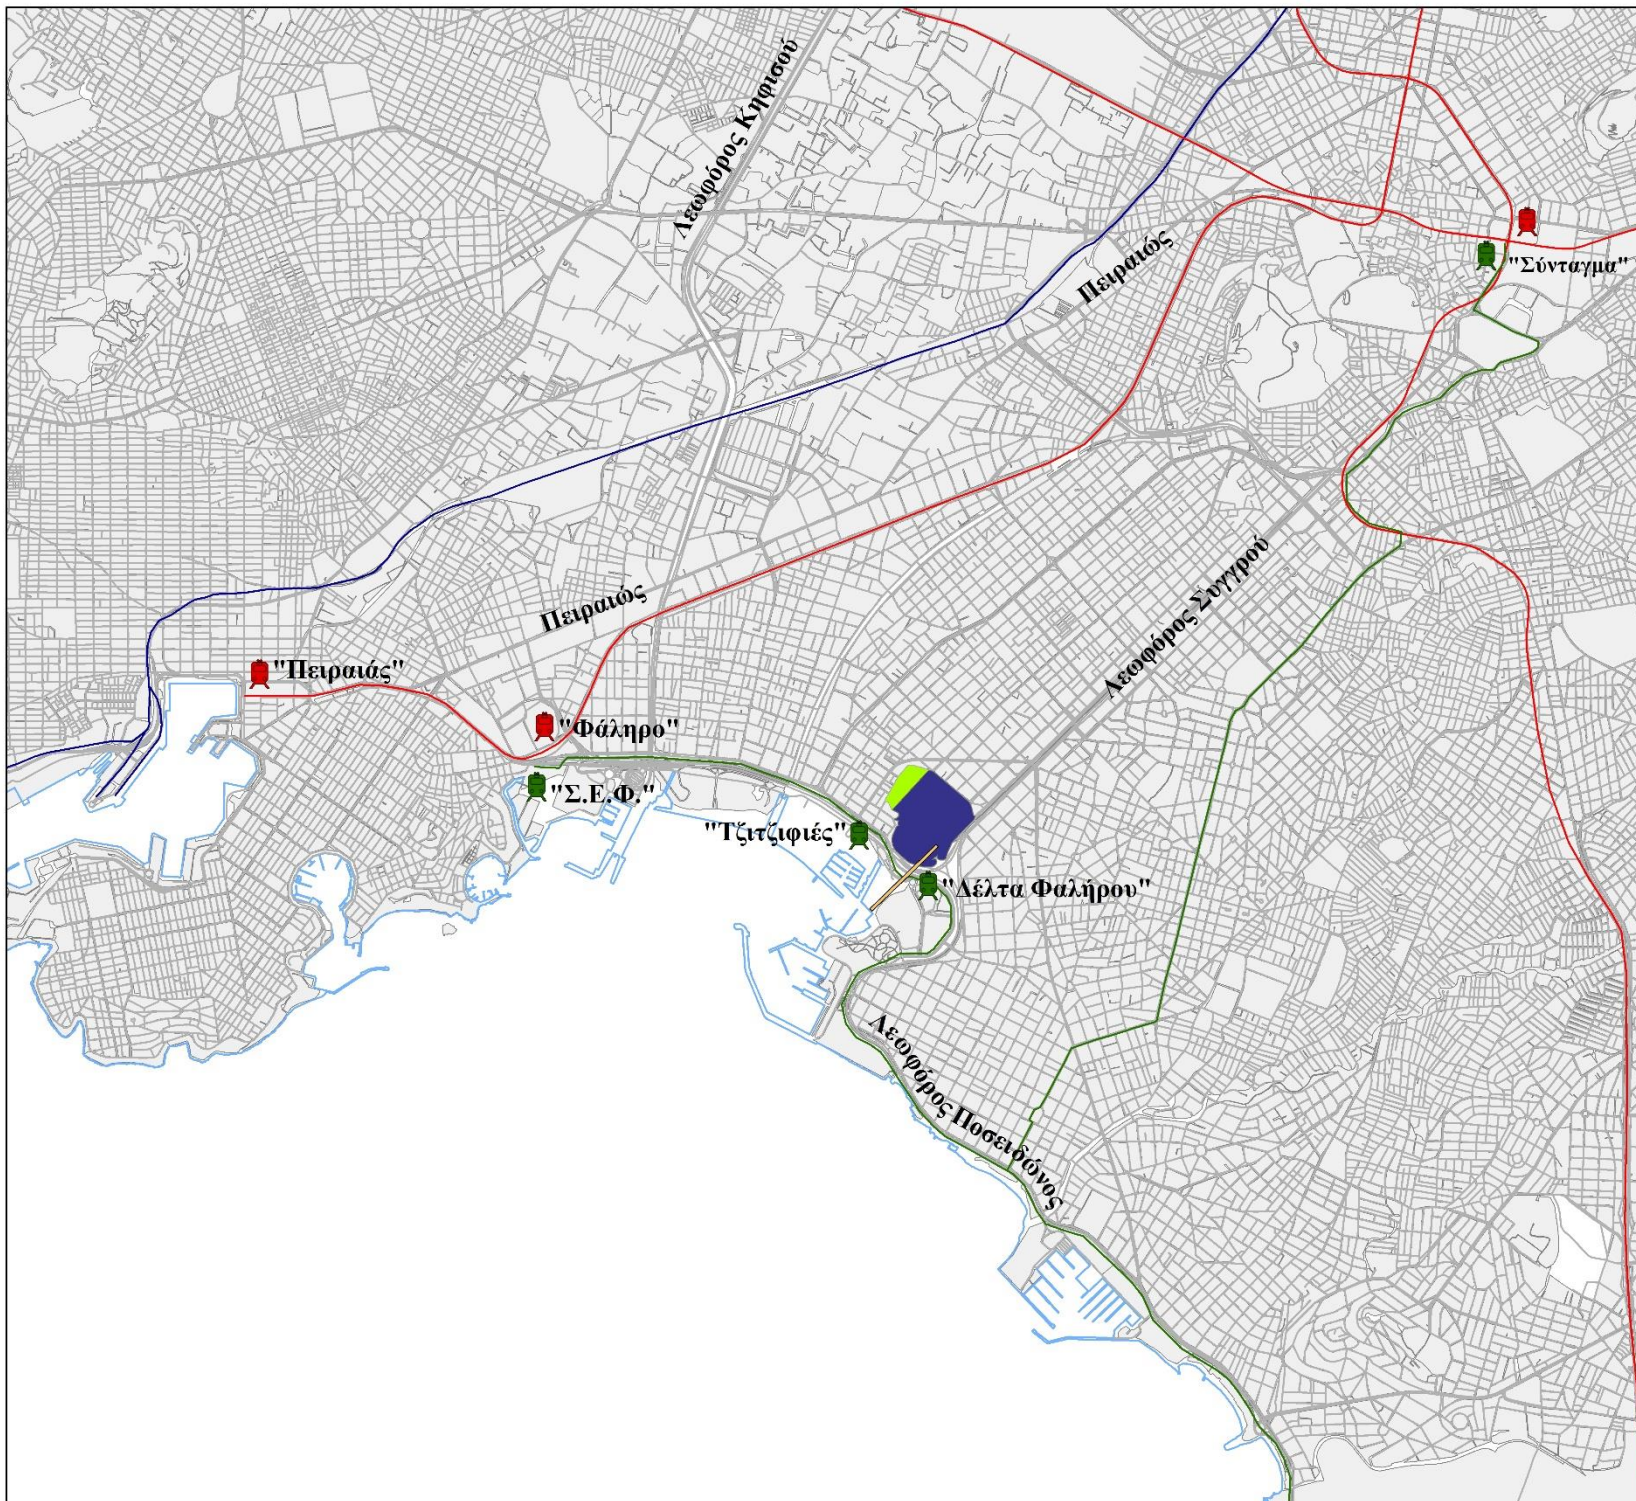 Λεωφόρος Κηφισού
Πειραιώς
"Σύνταγμα"
Λεωφόρος Συγγρού
Πειραιώς
"Πειραιάς"
"Φάληρο"
"Σ.Ε.Φ."
"Τζιτζιφιές"
"Δέλτα Φαλήρου"
Λεωφόρος Ποσειδώνος